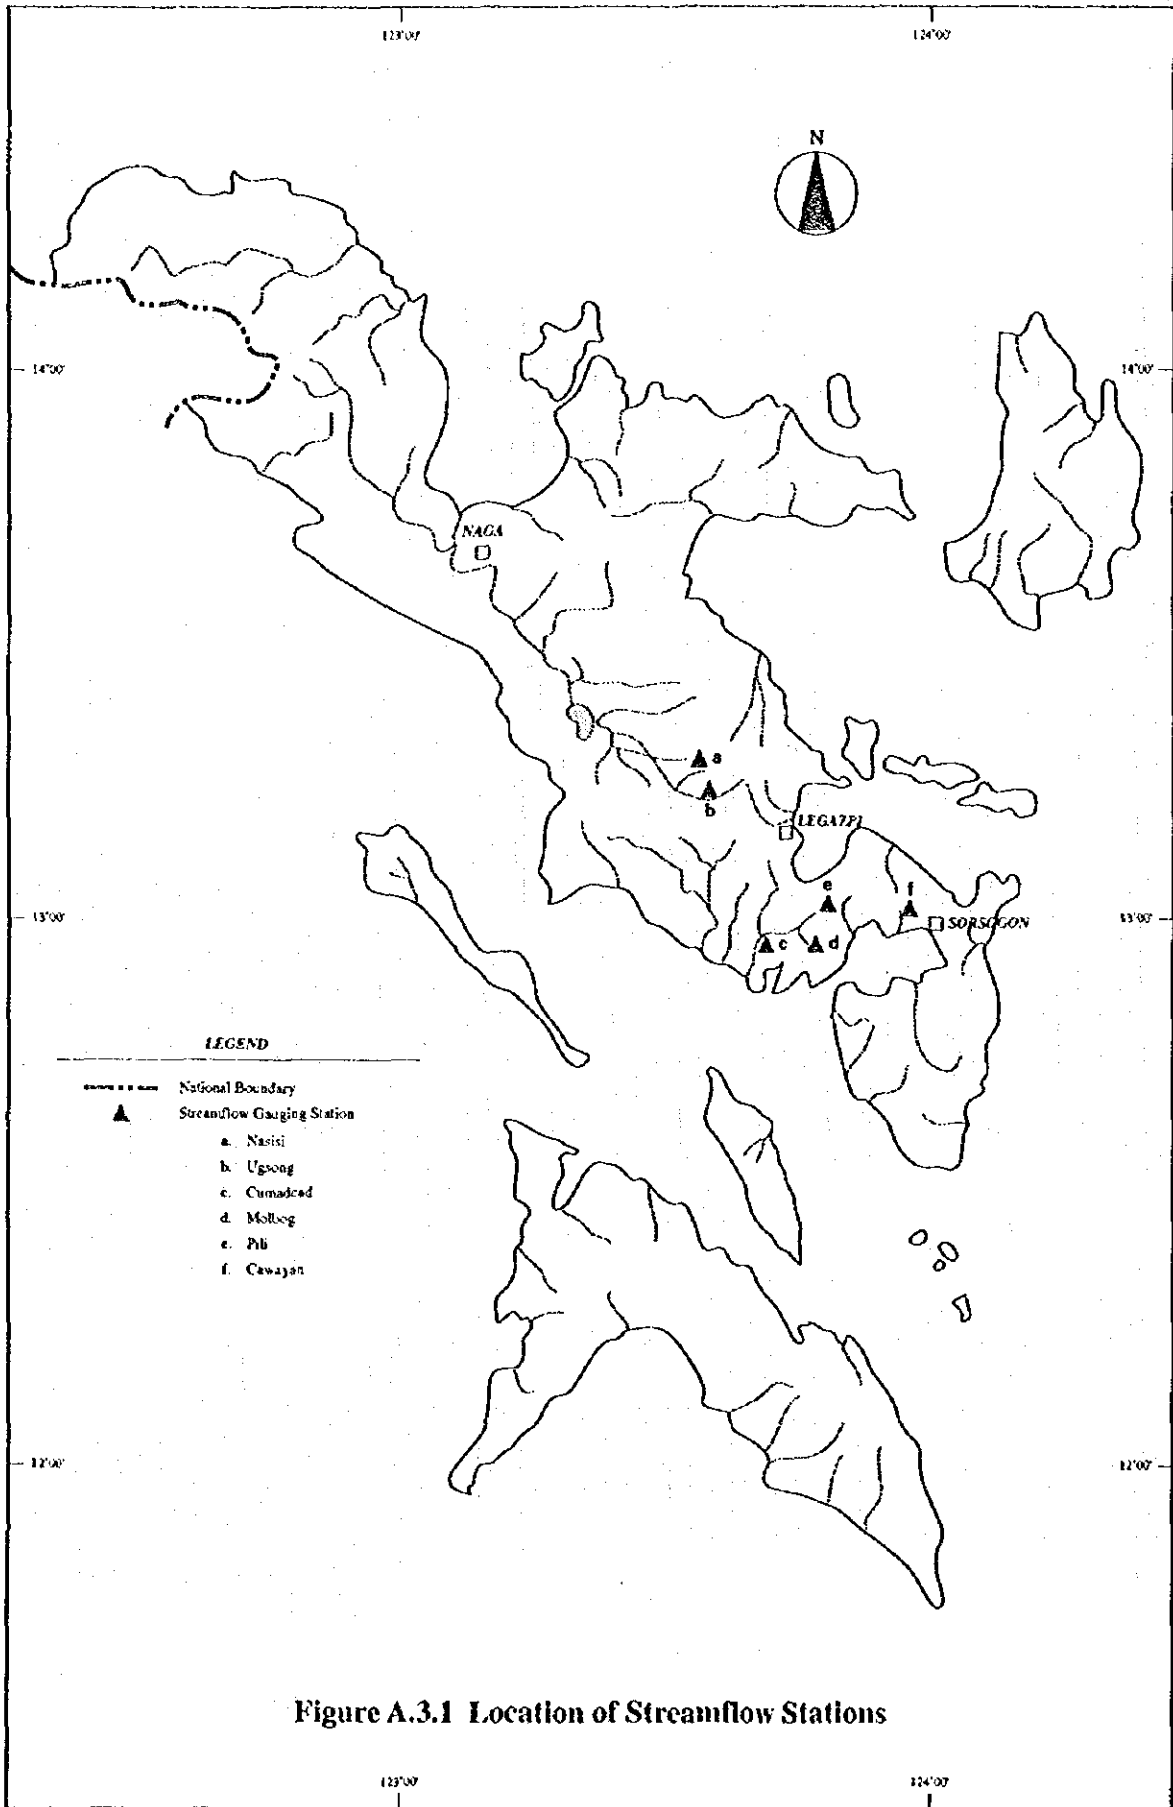 123°00'
124°00'
N
14°00'
14°00'
NAGA
a
b
LEGAZPI
e
f
13°00'
13°00'
SORSOGON
c
d
LEGEND
National Boundary
Streamflow Gauging Station
a. Nasisi
b. Ugsong
c. Cumadcad
d. Molbog
e. Pili
f. Cawayan
12°00'
12°00'
Figure A.3.1 Location of Streamflow Stations
123°00'
124°00'